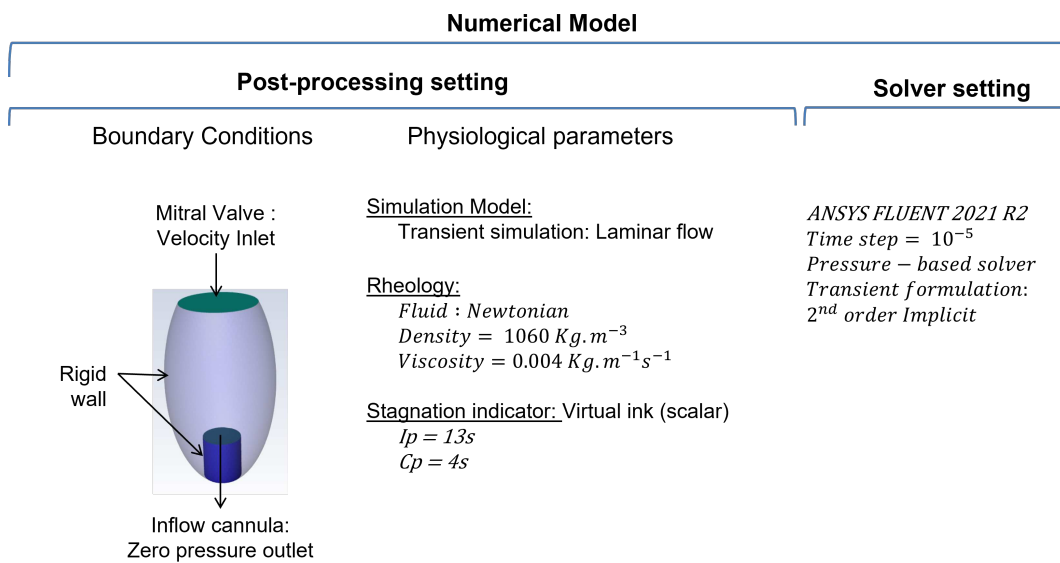 Numerical Model
Post-processing setting
Solver setting
Boundary Conditions
Physiological parameters
Mitral Valve :
Velocity Inlet
Rigid
wall
Inflow cannula:
Zero pressure outlet
Simulation Model:
Transient simulation: Laminar flow
Rheology:
Fluid : Newtonian
Density = 1060 Kg.m⁻³
Viscosity = 0.004 Kg.m⁻¹s⁻¹
Stagnation indicator: Virtual ink (scalar)
Ip = 13s
Cp = 4s
ANSYS FLUENT 2021 R2
Time step = 10⁻⁵
Pressure − based solver
Transient formulation:
2ⁿᵈ order Implicit